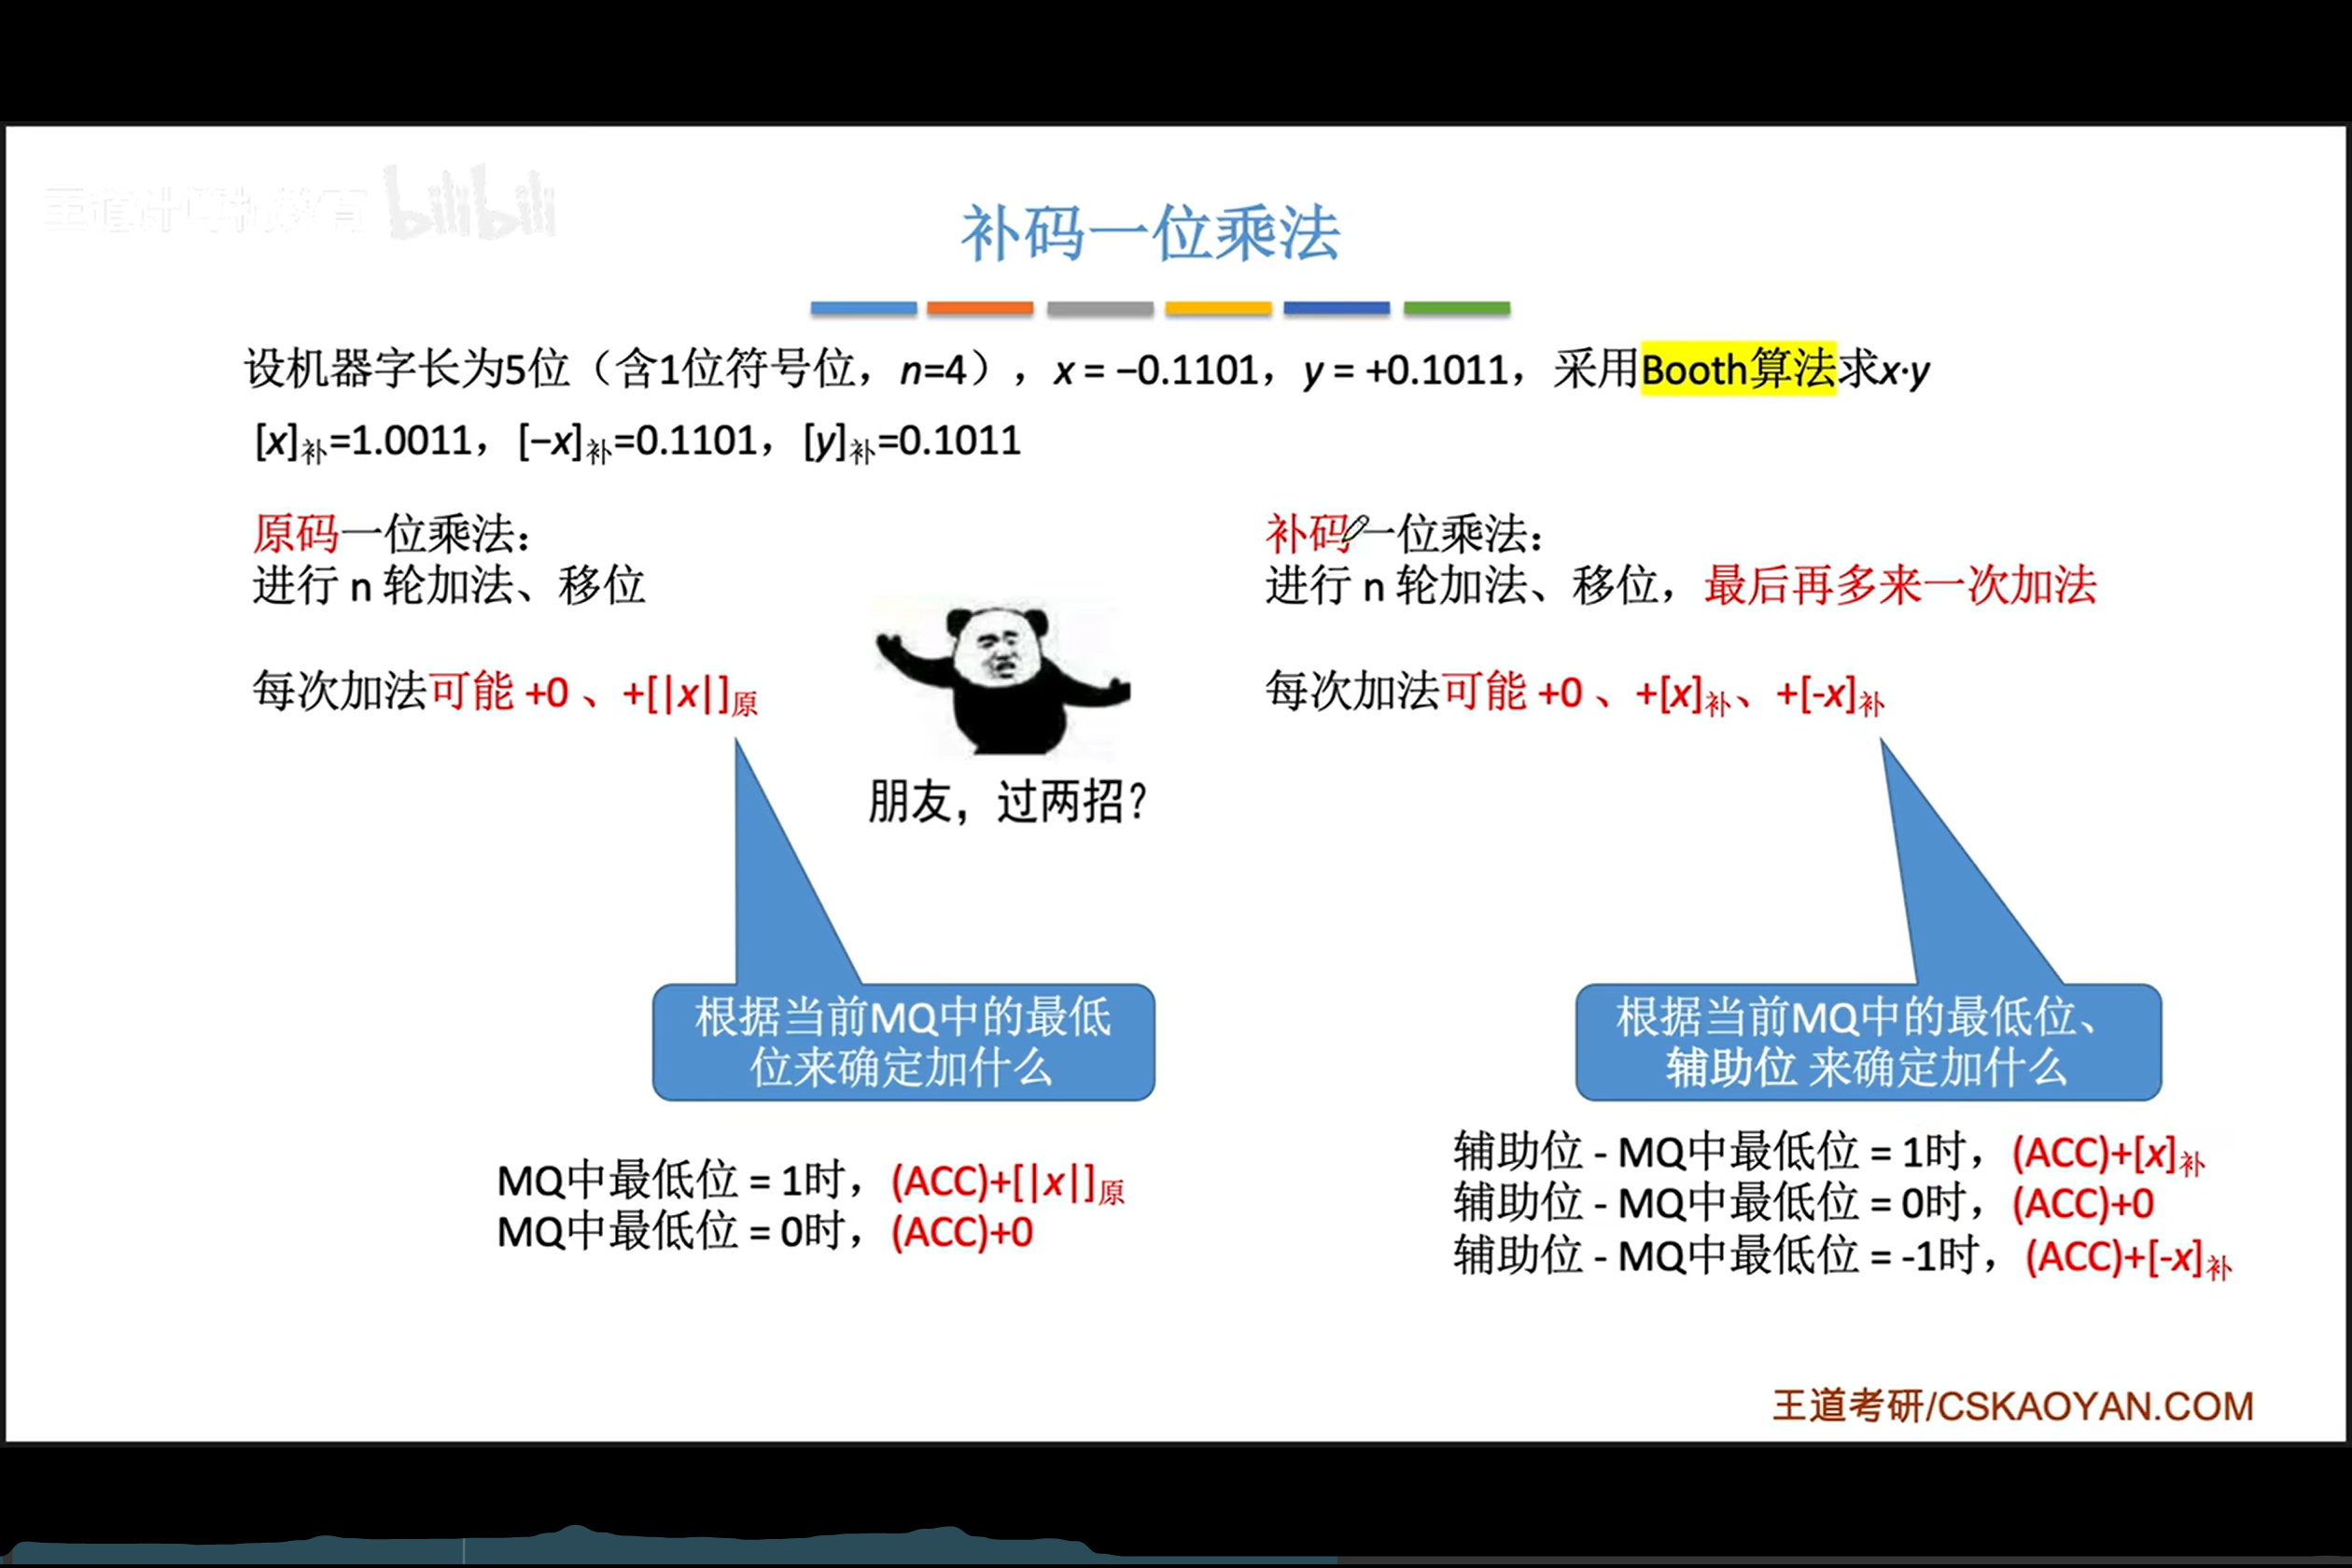 王道计算机教育 bilibili
补码一位乘法
设机器字长为5位（含1位符号位，n=4），x = −0.1101，y = +0.1011，采用Booth算法求x·y
[x]补=1.0011，[−x]补=0.1101，[y]补=0.1011
原码一位乘法：
进行 n 轮加法、移位
每次加法可能 +0 、+[|x|]原
朋友，过两招？
根据当前MQ中的最低
位来确定加什么
MQ中最低位 = 1时，(ACC)+[|x|]原
MQ中最低位 = 0时，(ACC)+0
补码一位乘法：
进行 n 轮加法、移位，最后再多来一次加法
每次加法可能 +0 、+[x]补、+[-x]补
根据当前MQ中的最低位、
辅助位 来确定加什么
辅助位 - MQ中最低位 = 1时，(ACC)+[x]补
辅助位 - MQ中最低位 = 0时，(ACC)+0
辅助位 - MQ中最低位 = -1时，(ACC)+[-x]补
王道考研/CSKAOYAN.COM